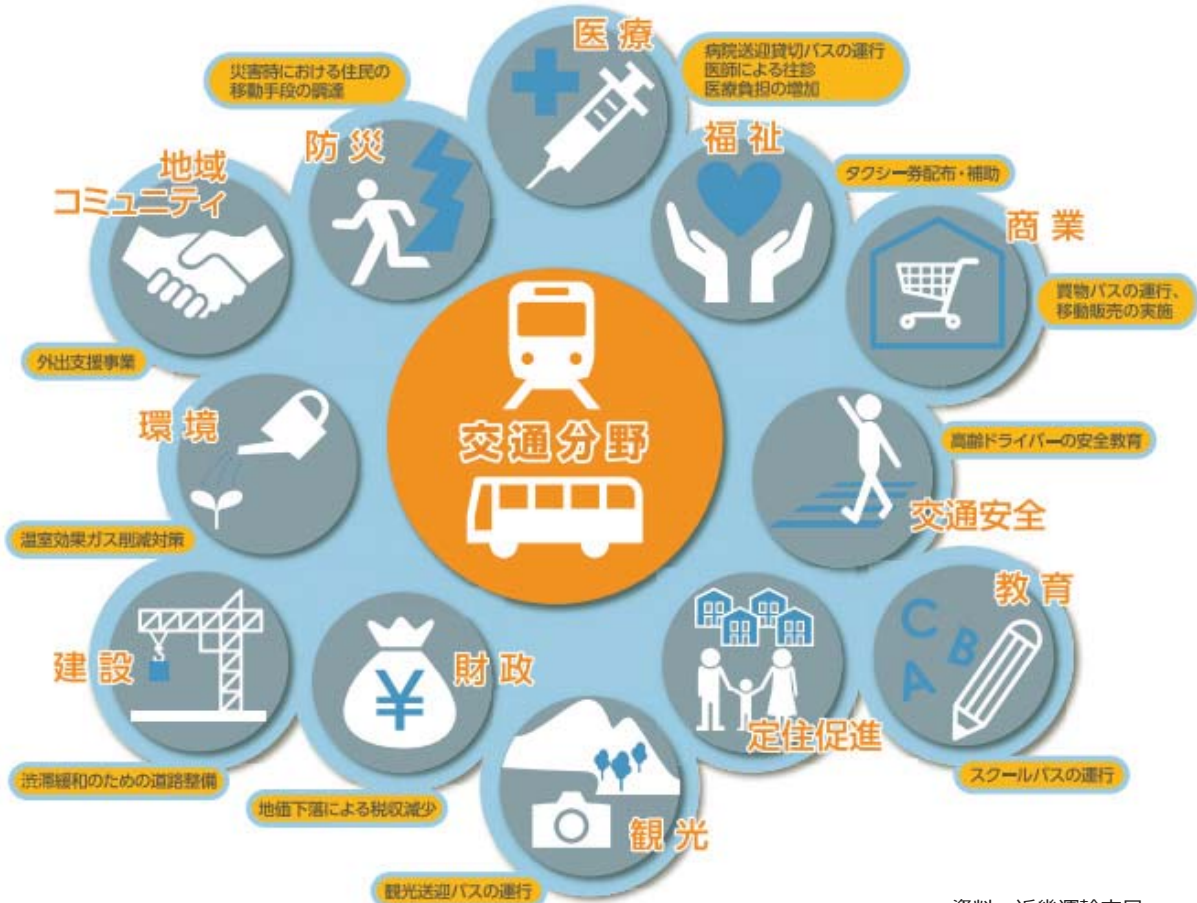 医療
病院送迎貸切バスの運行
医師による往診
医療負担の増加
災害時における住民の
移動手段の調達
防災
福祉
タクシー券配布・補助
地域
コミュニティ
商業
買物バスの運行、
移動販売の実施
外出支援事業
環境
交通分野
高齢ドライバーの安全教育
交通安全
温室効果ガス削減対策
教育
C
B
A
建設
財政
¥
定住促進
スクールバスの運行
渋滞緩和のための道路整備
地価下落による税収減少
観光
観光送迎バスの運行